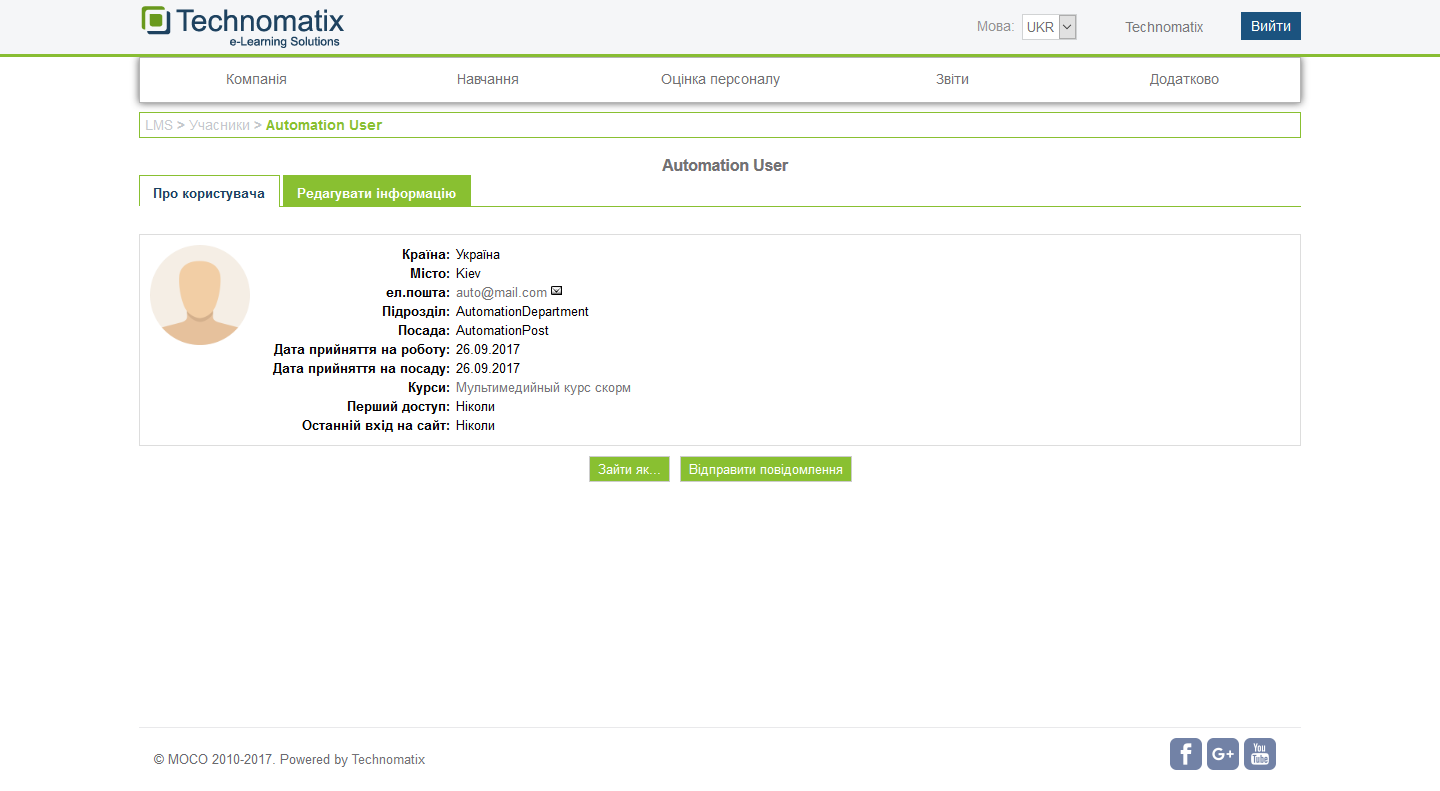 Technomatix
e-Learning Solutions
Мова: UKR Technomatix Вийти
Компанія Навчання Оцінка персоналу Звіти Додатково
LMS > Учасники > Automation User
Automation User
Про користувача Редагувати інформацію
Країна: Україна
Місто: Kiev
ел.пошта: auto@mail.com
Підрозділ: AutomationDepartment
Посада: AutomationPost
Дата прийняття на роботу: 26.09.2017
Дата прийняття на посаду: 26.09.2017
Курси: Мультимедийный курс скорм
Перший доступ: Ніколи
Останній вхід на сайт: Ніколи
Зайти як... Відправити повідомлення
© MOCO 2010-2017. Powered by Technomatix
f G+ You Tube